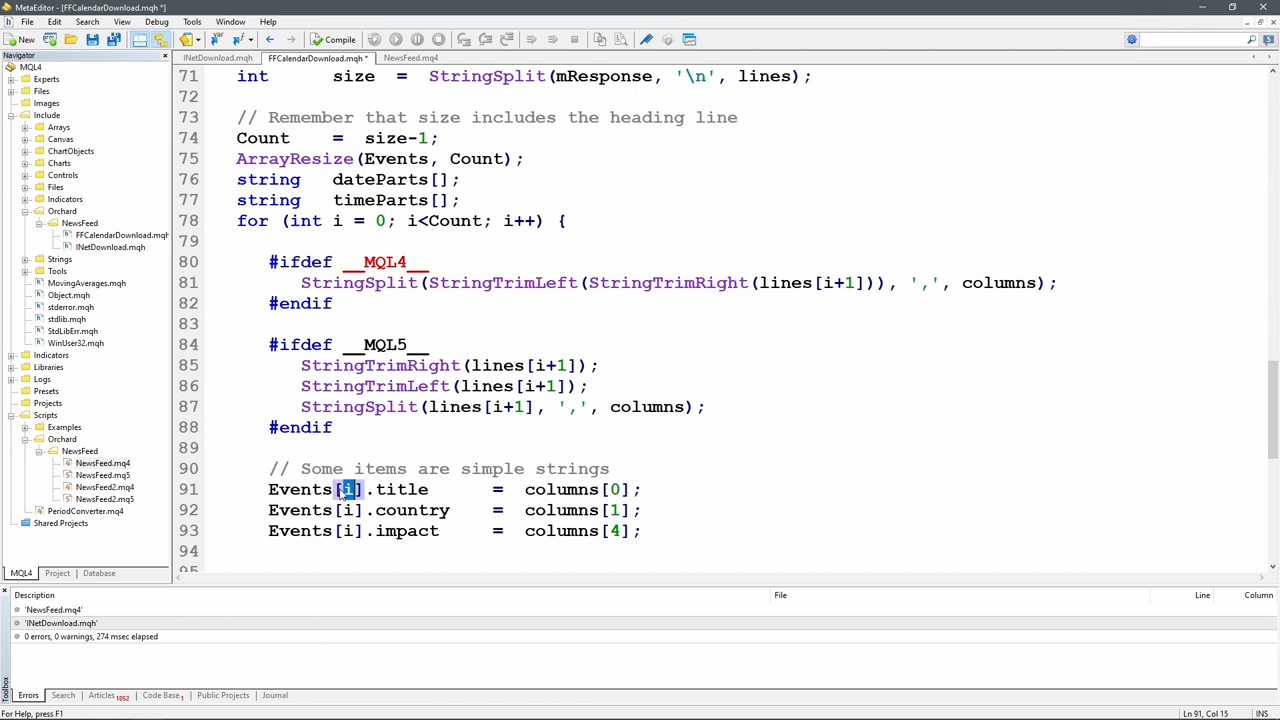 MetaEditor - [FFCalendarDownload.mqh *]
File Edit Search View Debug Tools Window Help
New Compile
Navigator
INetDownload.mqh FFCalendarDownload.mqh * NewsFeed.mq4
MQL4
Experts
Files
Images
Include
Arrays
Canvas
ChartObjects
Charts
Controls
Files
Indicators
Orchard
NewsFeed
FFCalendarDownload.mqh
INetDownload.mqh
Strings
Tools
MovingAverages.mqh
Object.mqh
stderror.mqh
stdlib.mqh
StdLibErr.mqh
WinUser32.mqh
Indicators
Libraries
Logs
Presets
Projects
Scripts
Examples
Orchard
NewsFeed
NewsFeed.mq4
NewsFeed.mq5
NewsFeed2.mq4
NewsFeed2.mq5
PeriodConverter.mq4
Shared Projects
MQL4 Project Database
71 int size = StringSplit(mResponse, '\n', lines);
72
73 // Remember that size includes the heading line
74 Count = size-1;
75 ArrayResize(Events, Count);
76 string dateParts[];
77 string timeParts[];
78 for (int i = 0; i<Count; i++) {
79
80 #ifdef __MQL4__
81 StringSplit(StringTrimLeft(StringTrimRight(lines[i+1])), ',', columns);
82 #endif
83
84 #ifdef __MQL5__
85 StringTrimRight(lines[i+1]);
86 StringTrimLeft(lines[i+1]);
87 StringSplit(lines[i+1], ',', columns);
88 #endif
89
90 // Some items are simple strings
91 Events[i].title = columns[0];
92 Events[i].country = columns[1];
93 Events[i].impact = columns[4];
94
95
Description File Line Column
'NewsFeed.mq4'
'INetDownload.mqh'
0 errors, 0 warnings, 274 msec elapsed
Toolbox
Errors Search Articles 1052 Code Base 1 Public Projects Journal
For Help, press F1 Ln 91, Col 15 INS